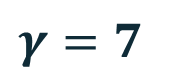 γ = 7